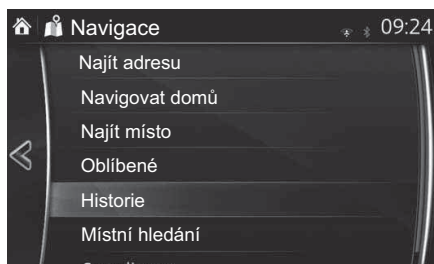 Navigace 09:24
Najít adresu
Navigovat domů
Najít místo
Oblíbené
Historie
Místní hledání